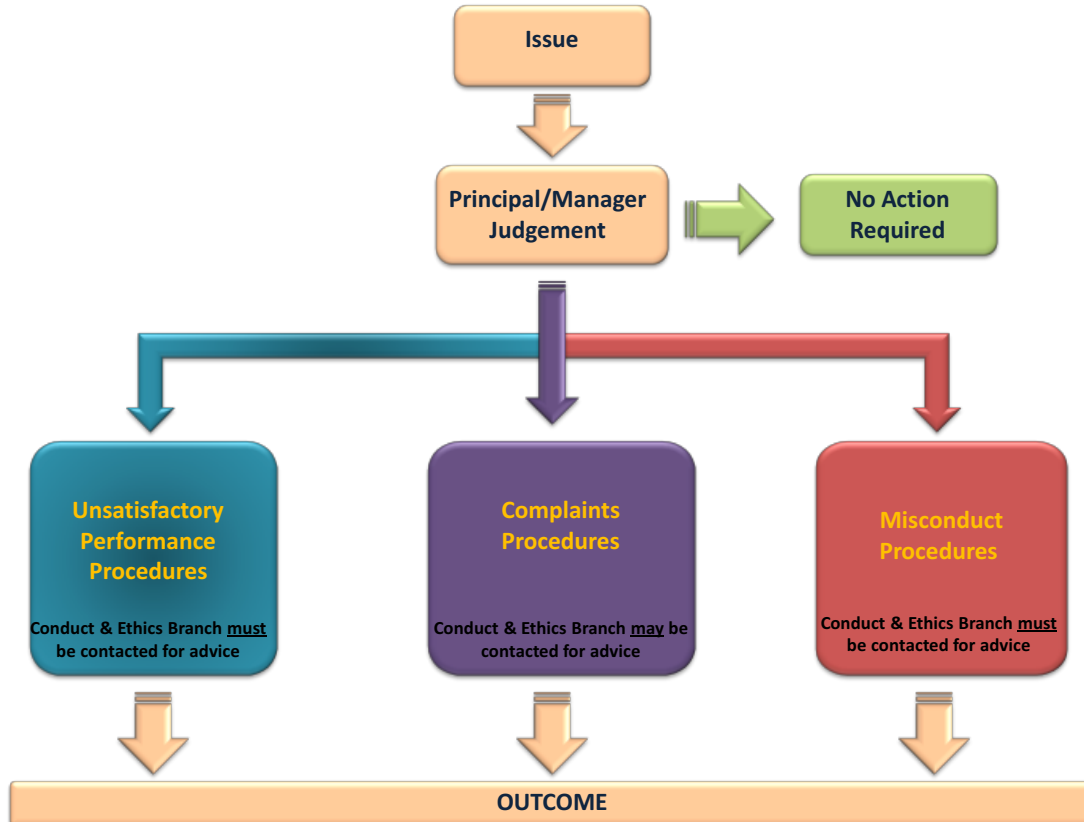 Issue
Principal/Manager
Judgement
No Action
Required
Unsatisfactory
Performance
Procedures
Conduct & Ethics Branch must
be contacted for advice
Complaints
Procedures
Conduct & Ethics Branch may be
contacted for advice
Misconduct
Procedures
Conduct & Ethics Branch must
be contacted for advice
OUTCOME